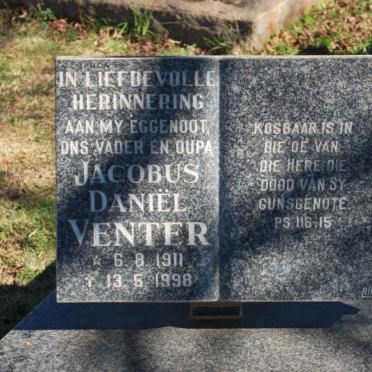 IN LIEFDEVOLLE
HERINNERING
AAN MY EGGENOOT,
ONS VADER EN OUPA
JACOBUS
DANIËL
VENTER
* 6.8.1911
† 13.5.1998
KOSBAAR IS IN
DIE OË VAN
DIE HERE DIE
DOOD VAN SY
GUNSGENOTE.
PS. 116:15